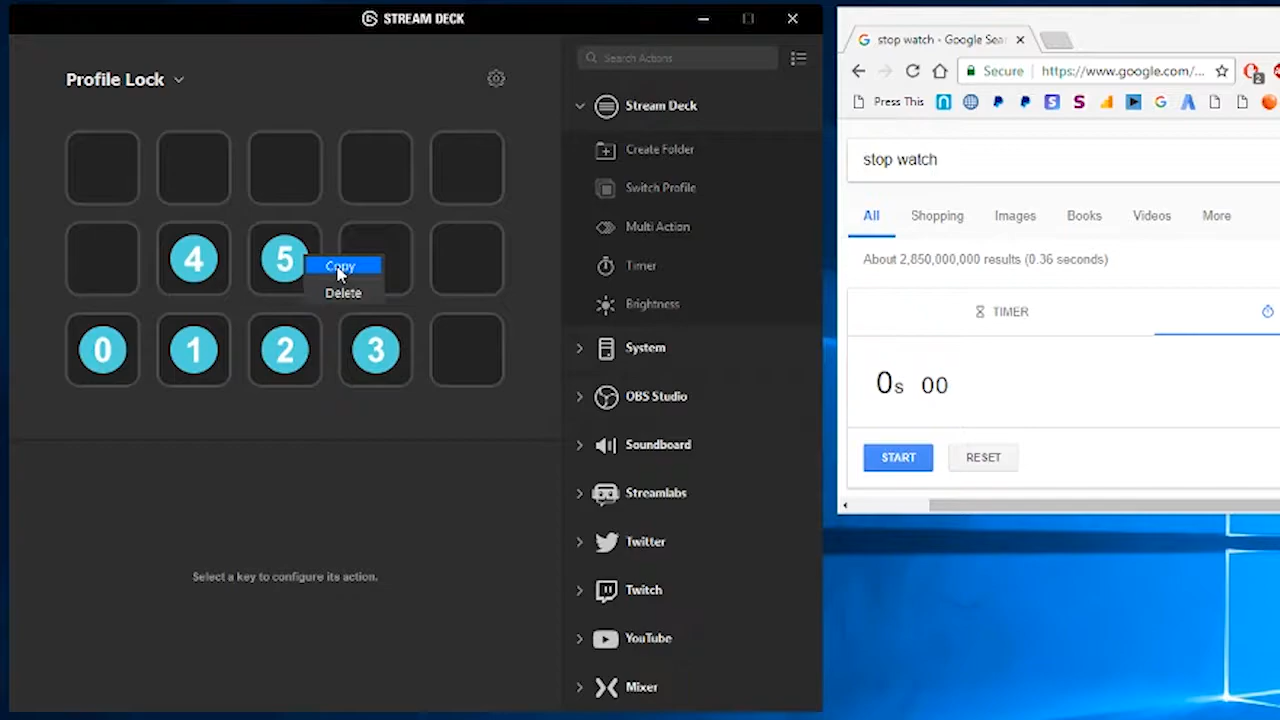 STREAM DECK
Profile Lock
4
5
0
1
2
3
Copy
Delete
Select a key to configure its action.
Search Actions
Stream Deck
Create Folder
Switch Profile
Multi Action
Timer
Brightness
System
OBS Studio
Soundboard
Streamlabs
Twitter
Twitch
YouTube
Mixer
stop watch - Google Sea
Secure
https://www.google.com/...
2
Press This
stop watch
All
Shopping
Images
Books
Videos
More
About 2,850,000,000 results (0.36 seconds)
TIMER
0s 00
START
RESET